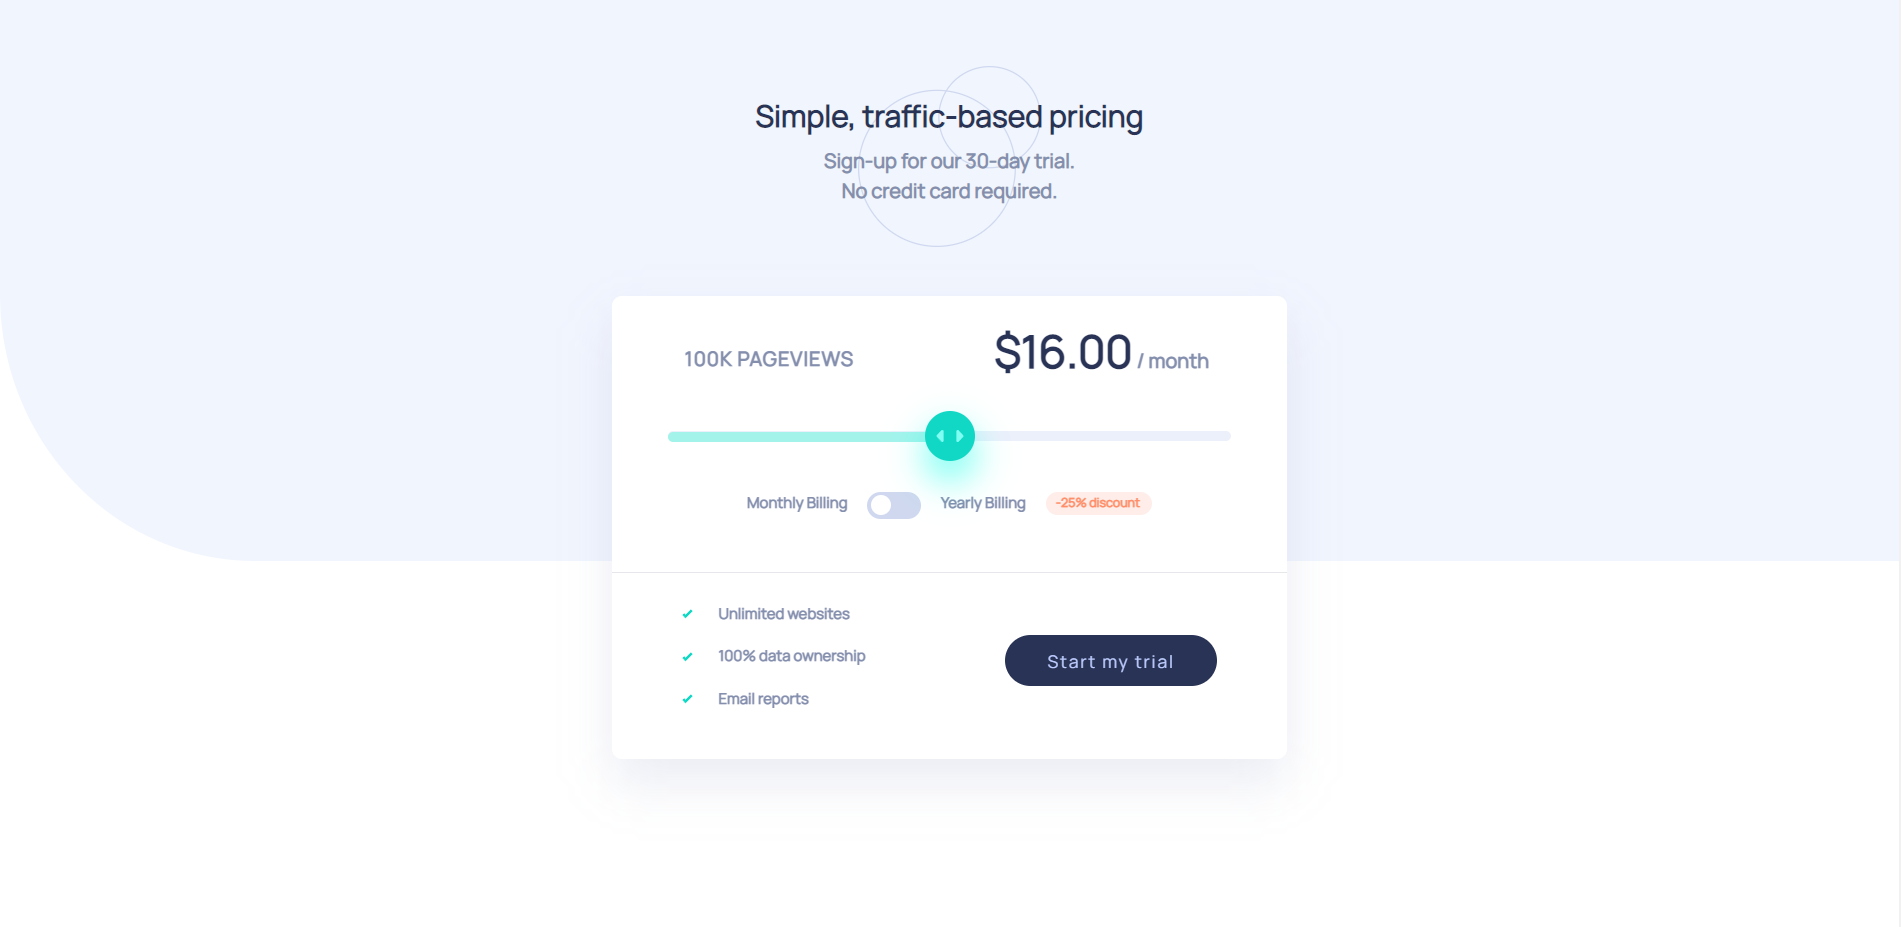 Simple, traffic-based pricing
Sign-up for our 30-day trial.
No credit card required.
100K PAGEVIEWS
$16.00 / month
Monthly Billing Yearly Billing -25% discount
Unlimited websites
100% data ownership
Start my trial
Email reports